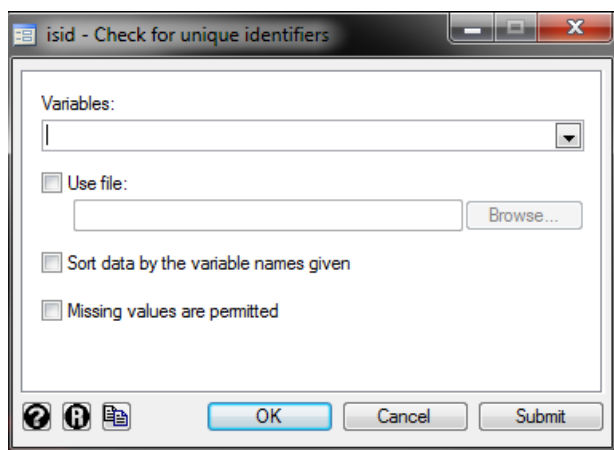 isid - Check for unique identifiers
Variables:
Use file:
Browse...
Sort data by the variable names given
Missing values are permitted
OK Cancel Submit